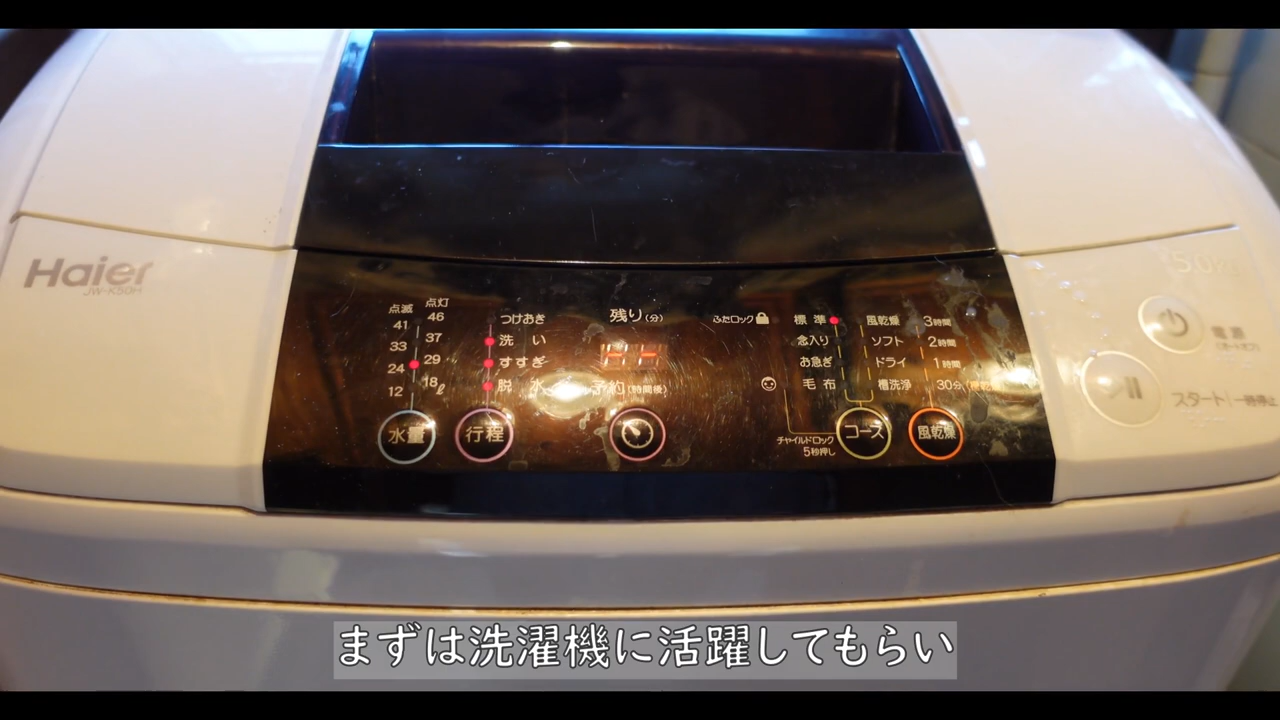 Haier
JW-K50H
5.0kg
点滅 点灯
41 46
33 37
24 29
12 18ℓ
水量
つけおき
洗い
すすぎ
脱水
行程
残り(分)
予約(時間後)
ふたロック
標準
念入り
お急ぎ
毛布
風乾燥
ソフト
ドライ
槽洗浄
3時間
2時間
1時間
30分
チャイルドロック
5秒押し
コース
風乾燥
電源
スタート 一時停止
まずは洗濯機に活躍してもらい